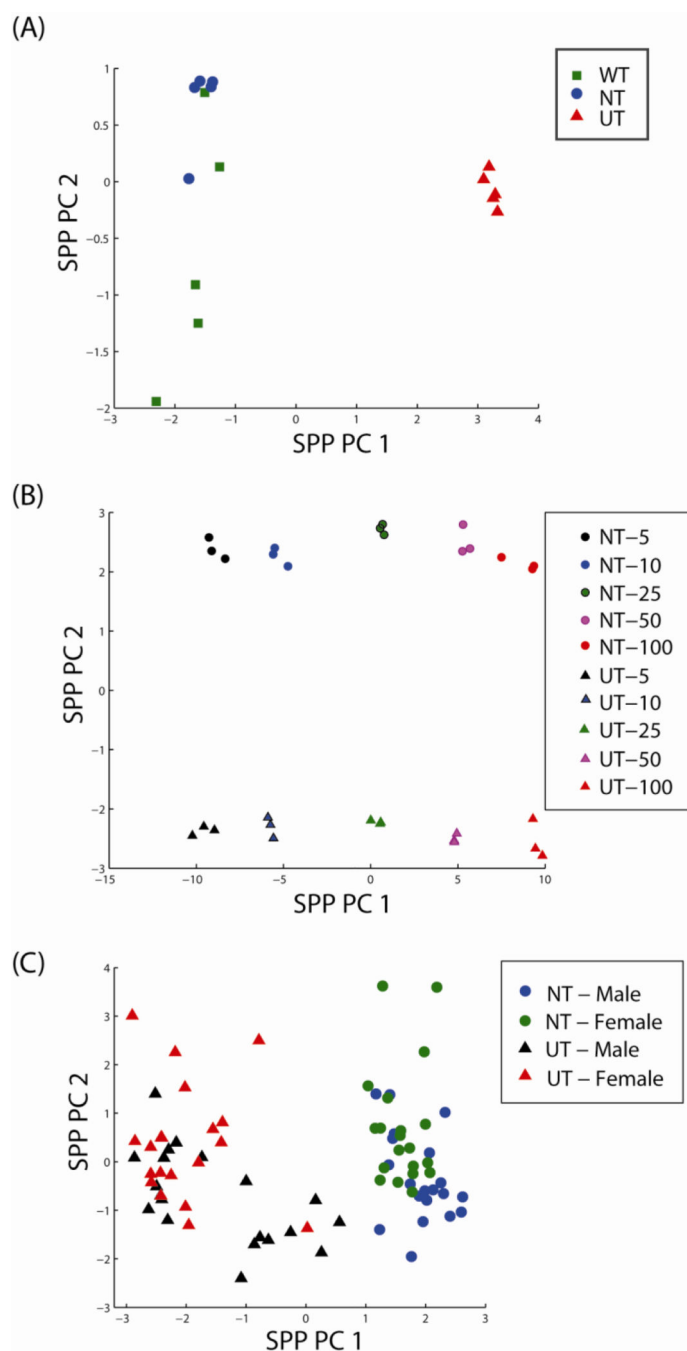 (A)
WT
NT
UT
1
0.5
0
−0.5
−1
−1.5
−2
−3
−2
−1
0
1
2
3
4
SPP PC 2
SPP PC 1
(B)
NT−5
NT−10
NT−25
NT−50
NT−100
UT−5
UT−10
UT−25
UT−50
UT−100
3
2
1
0
−1
−2
−3
−15
−10
−5
0
5
10
SPP PC 2
SPP PC 1
(C)
NT − Male
NT − Female
UT − Male
UT − Female
4
3
2
1
0
−1
−2
−3
−3
−2
−1
0
1
2
3
SPP PC 2
SPP PC 1